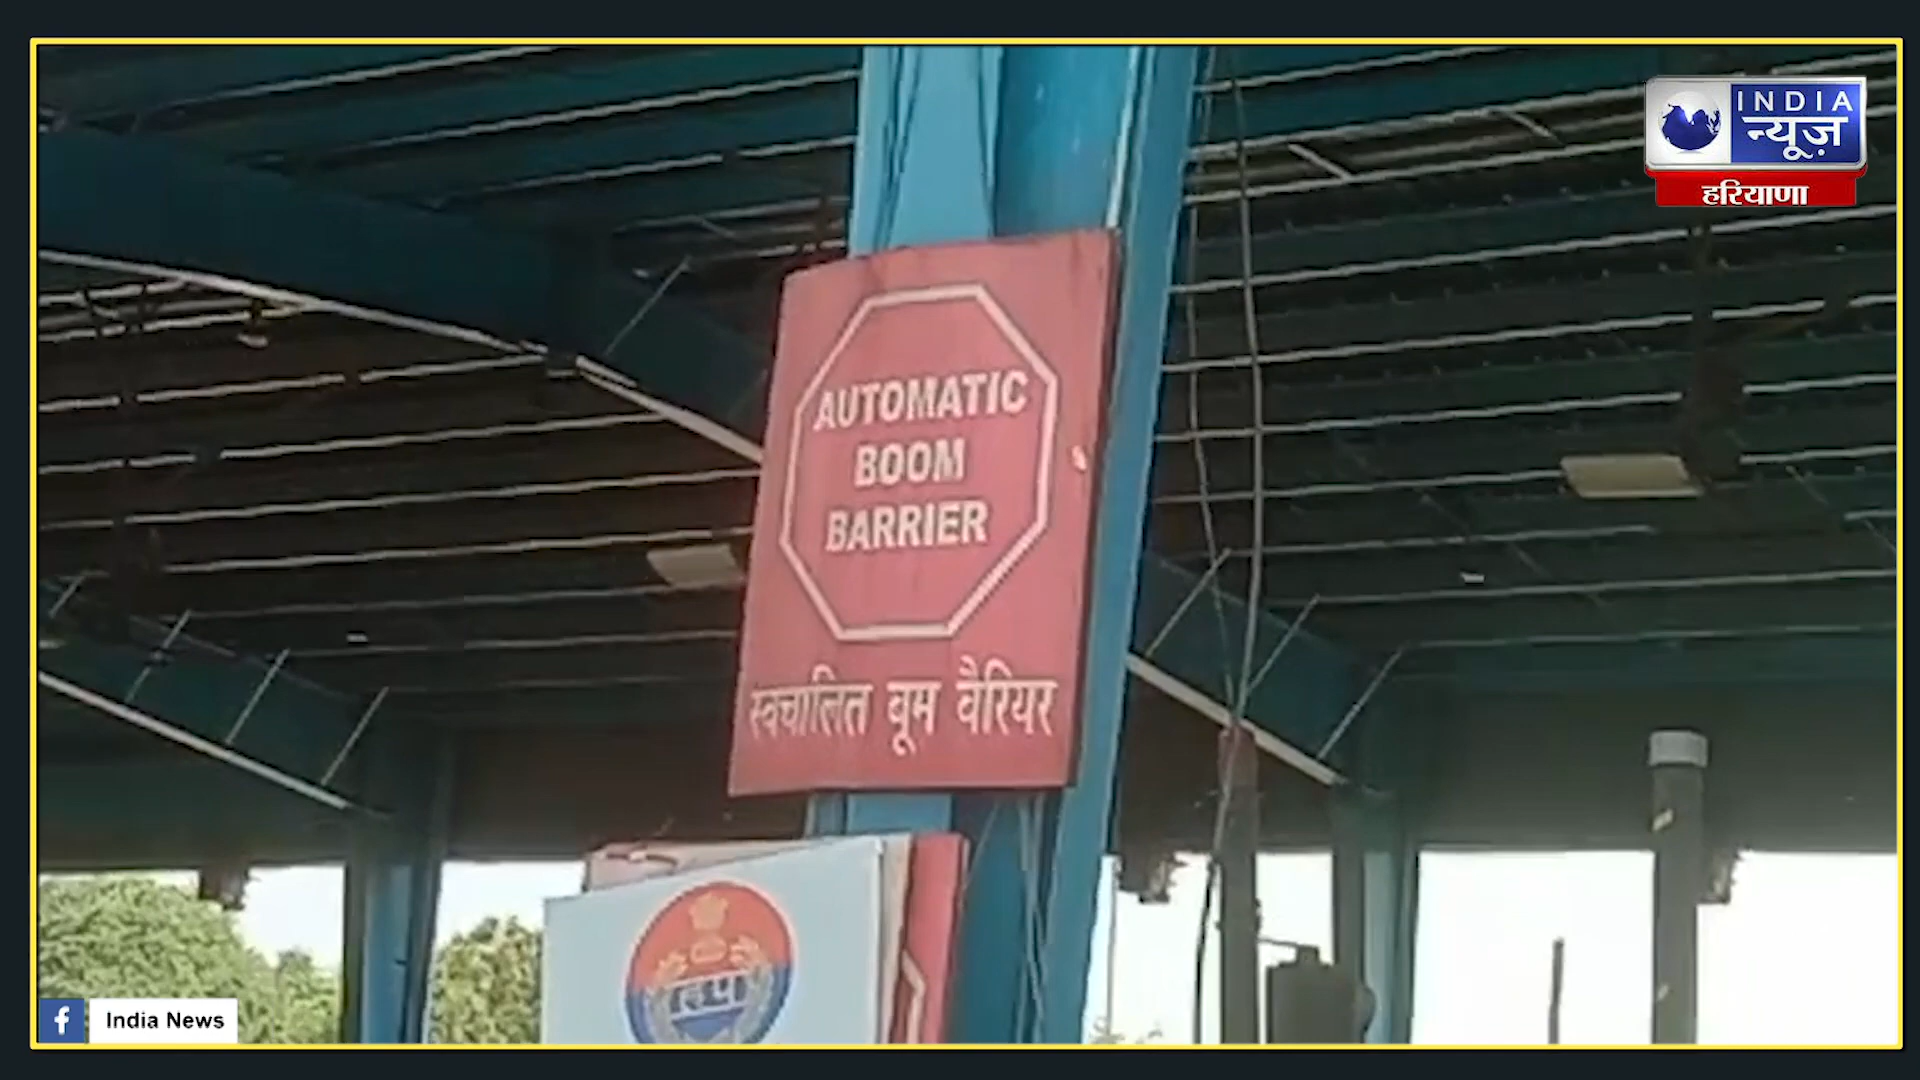 INDIA
न्यूज़
हरियाणा
AUTOMATIC
BOOM
BARRIER
स्वचालित बूम वैरियर
India News